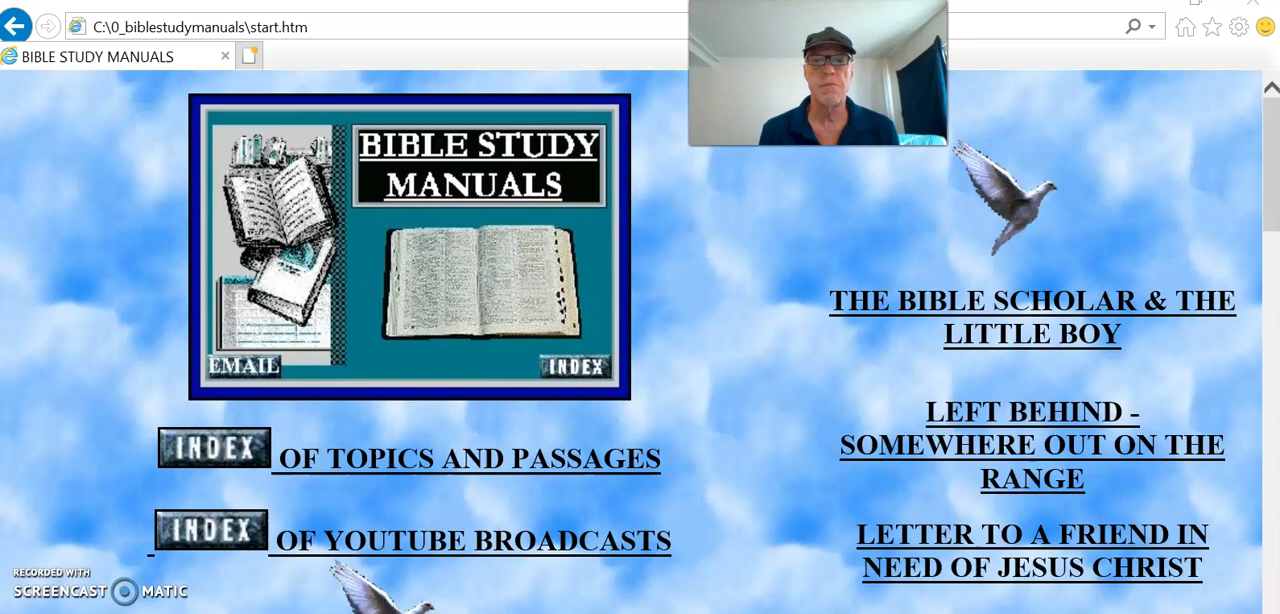 C:\0_biblestudymanuals\start.htm
BIBLE STUDY MANUALS
BIBLE STUDY
MANUALS
EMAIL
INDEX
INDEX OF TOPICS AND PASSAGES
INDEX OF YOUTUBE BROADCASTS
THE BIBLE SCHOLAR & THE
LITTLE BOY
LEFT BEHIND -
SOMEWHERE OUT ON THE
RANGE
LETTER TO A FRIEND IN
NEED OF JESUS CHRIST
RECORDED WITH
SCREENCAST MATIC